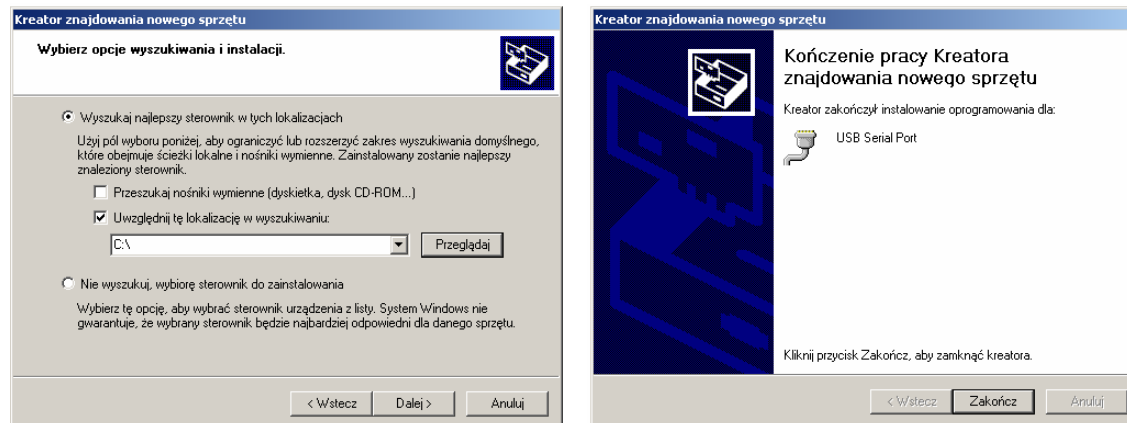 Kreator znajdowania nowego sprzętu
Wybierz opcje wyszukiwania i instalacji.
Wyszukaj najlepszy sterownik w tych lokalizacjach
Użyj pól wyboru poniżej, aby ograniczyć lub rozszerzyć zakres wyszukiwania domyślnego,
które obejmuje ścieżki lokalne i nośniki wymienne. Zainstalowany zostanie najlepszy
znaleziony sterownik.
Przeszukaj nośniki wymienne (dyskietka, dysk CD-ROM...)
Uwzględnij tę lokalizację w wyszukiwaniu:
C:\
Przeglądaj
Nie wyszukuj, wybiorę sterownik do zainstalowania
Wybierz tę opcję, aby wybrać sterownik urządzenia z listy. System Windows nie
gwarantuje, że wybrany sterownik będzie najbardziej odpowiedni dla danego sprzętu.
< Wstecz
Dalej >
Anuluj
Kreator znajdowania nowego sprzętu
Kończenie pracy Kreatora
znajdowania nowego sprzętu
Kreator zakończył instalowanie oprogramowania dla:
USB Serial Port
Kliknij przycisk Zakończ, aby zamknąć kreatora.
< Wstecz
Zakończ
Anuluj